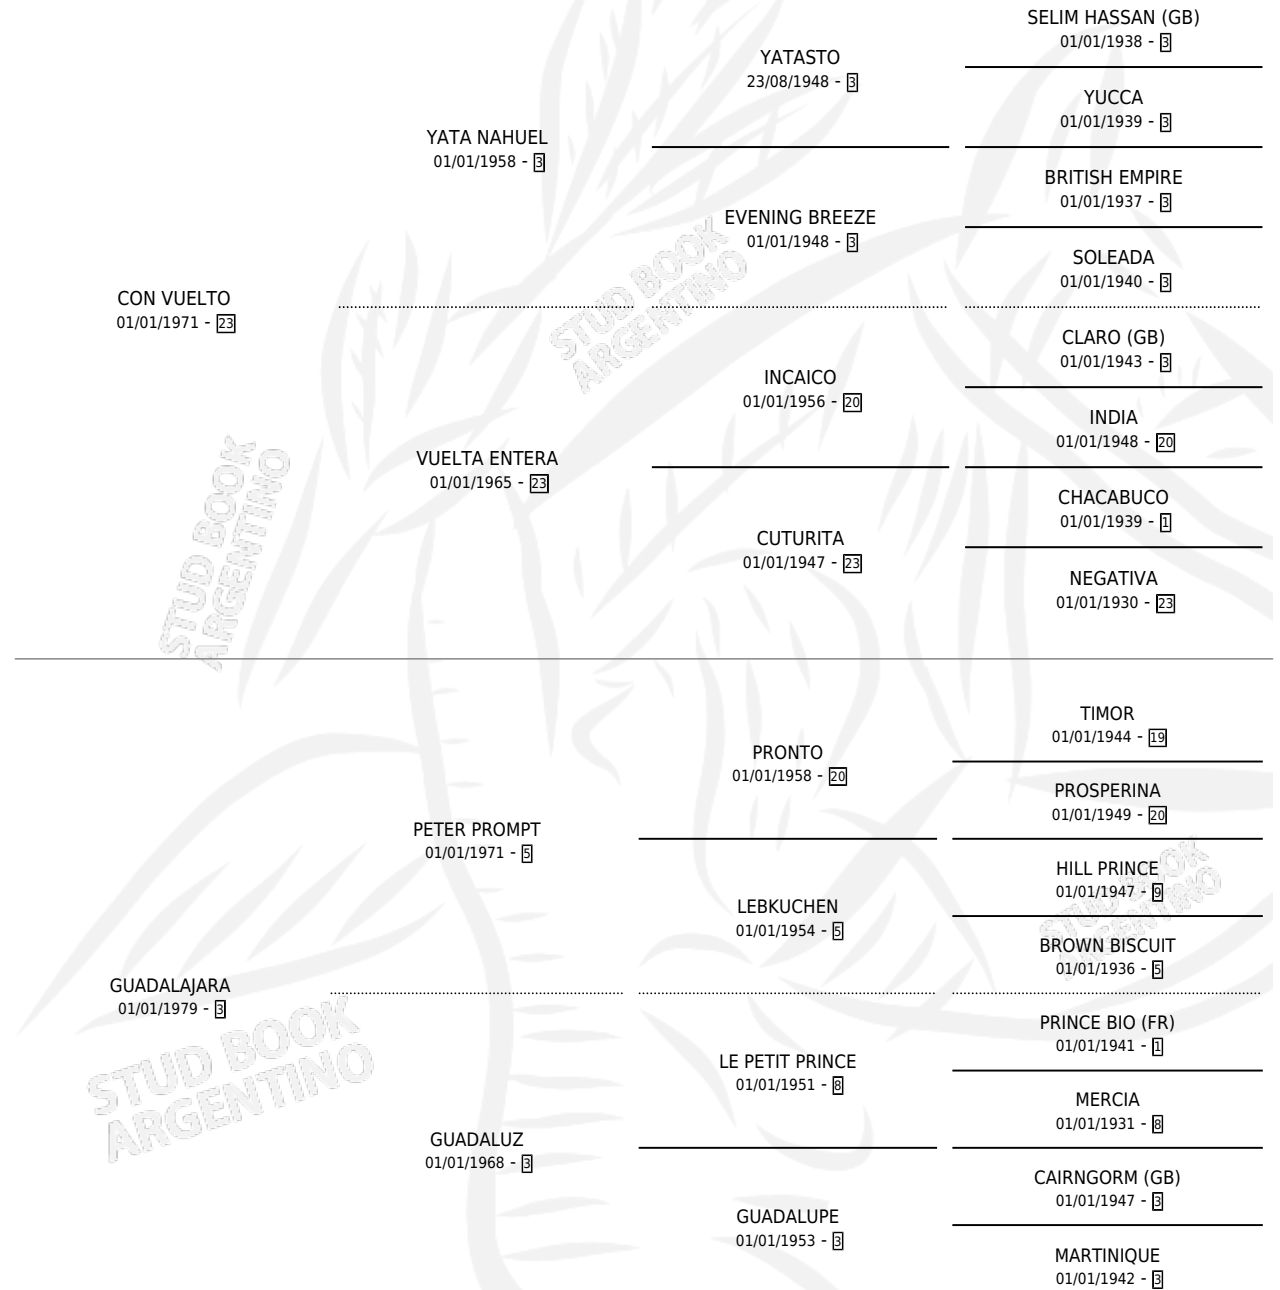 SELIM HASSAN (GB)
01/01/1938 - 3
YATASTO
23/08/1948 - 3
YUCCA
01/01/1939 - 3
YATA NAHUEL
01/01/1958 - 3
BRITISH EMPIRE
01/01/1937 - 3
EVENING BREEZE
01/01/1948 - 3
SOLEADA
01/01/1940 - 3
CON VUELTO
01/01/1971 - 23
CLARO (GB)
01/01/1943 - 3
INCAICO
01/01/1956 - 20
INDIA
01/01/1948 - 20
VUELTA ENTERA
01/01/1965 - 23
CHACABUCO
01/01/1939 - 1
CUTURITA
01/01/1947 - 23
NEGATIVA
01/01/1930 - 23
TIMOR
01/01/1944 - 19
PRONTO
01/01/1958 - 20
PROSPERINA
01/01/1949 - 20
PETER PROMPT
01/01/1971 - 5
HILL PRINCE
01/01/1947 - 9
LEBKUCHEN
01/01/1954 - 5
BROWN BISCUIT
01/01/1936 - 5
GUADALAJARA
01/01/1979 - 3
PRINCE BIO (FR)
01/01/1941 - 1
LE PETIT PRINCE
01/01/1951 - 8
MERCIA
01/01/1931 - 8
GUADALUZ
01/01/1968 - 3
CAIRNGORM (GB)
01/01/1947 - 3
GUADALUPE
01/01/1953 - 3
MARTINIQUE
01/01/1942 - 3
STUD BOOK
ARGENTINO
STUD BOOK
ARGENTINO
STUD BOOK
ARGENTINO
STUD BOOK
ARGENTINO